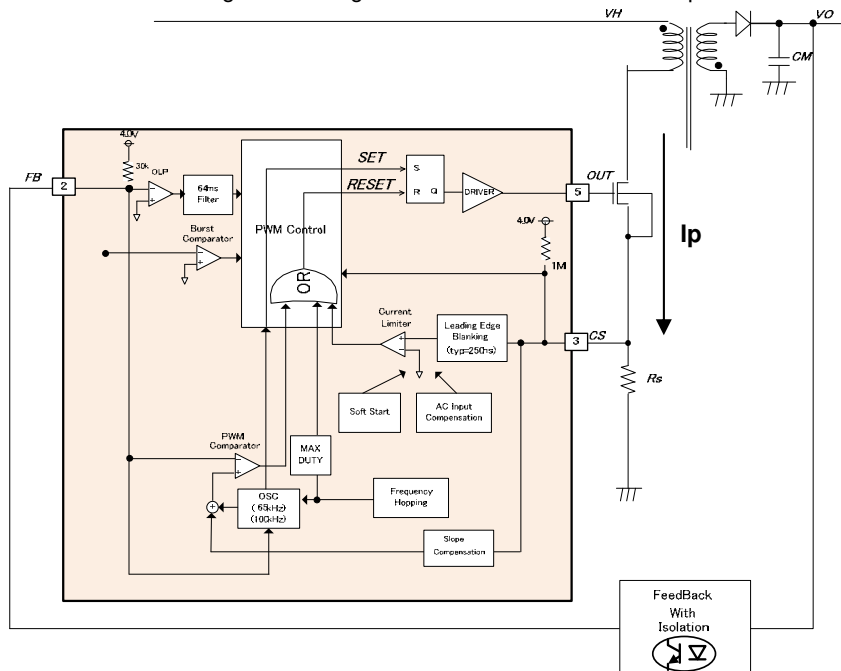 VH
VO
CM
4.0V
30k
OLP
FB
2
64ms
Filter
SET
RESET
S
R
Q
DRIVER
5
OUT
Burst
Comparator
PWM Control
OR
4.0V
1M
Ip
Current
Limiter
Leading Edge
Blanking
(typ=250ns)
3
CS
Rs
Soft Start
AC Input
Compensation
PWM
Comparator
MAX
DUTY
OSC
(65kHz)
(100kHz)
Frequency
Hopping
Slope
Compensation
FeedBack
With
Isolation